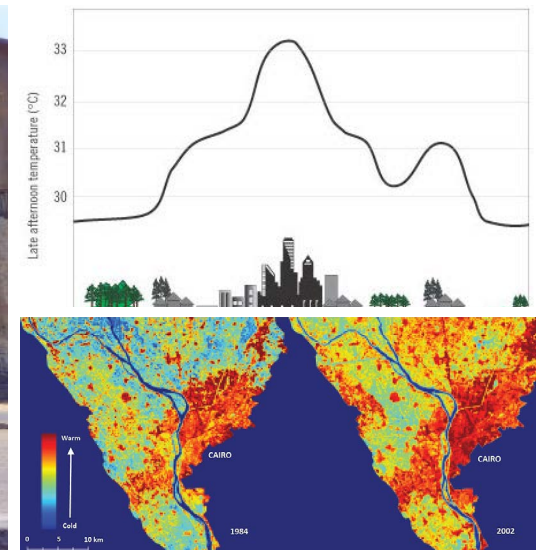 Late afternoon temperature (°C)
33
32
31
30
Warm
Cold
0 5 10 km
CAIRO
1984
CAIRO
2002